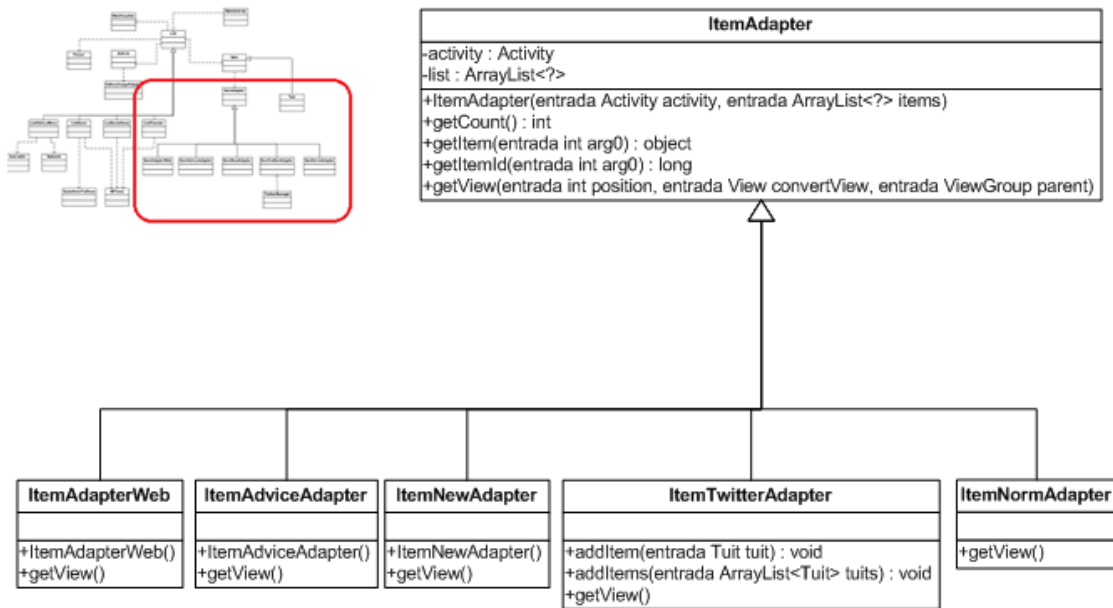 ItemAdapter
-activity : Activity
-list : ArrayList<?>
+ItemAdapter(entrada Activity activity, entrada ArrayList<?> items)
+getCount() : int
+getItem(entrada int arg0) : object
+getItemId(entrada int arg0) : long
+getView(entrada int position, entrada View convertView, entrada ViewGroup parent)
ItemAdapterWeb
+ItemAdapterWeb()
+getView()
ItemAdviceAdapter
+ItemAdviceAdapter()
+getView()
ItemNewAdapter
+ItemNewAdapter()
+getView()
ItemTwitterAdapter
+addItem(entrada Tuit tuit) : void
+addItems(entrada ArrayList<Tuit> tuits) : void
+getView()
ItemNormAdapter
+getView()